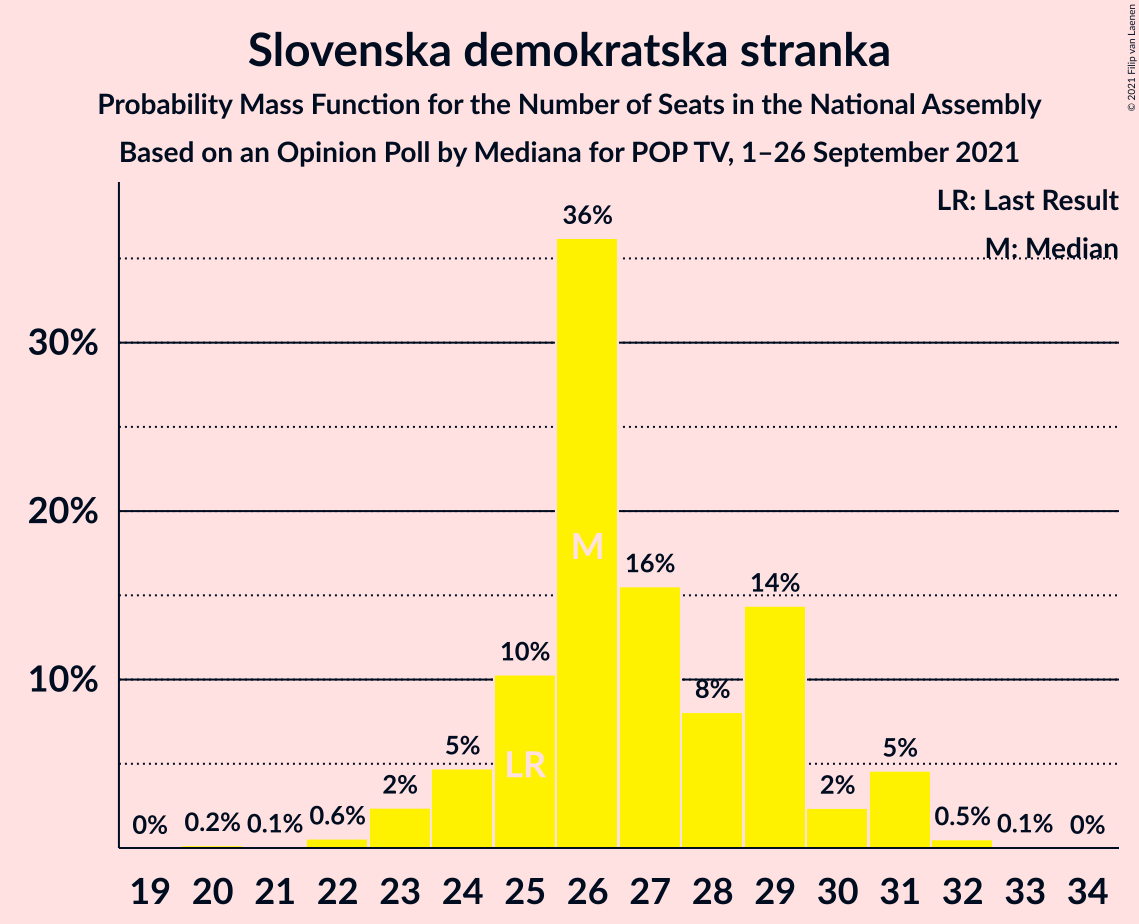 Slovenska demokratska stranka
Probability Mass Function for the Number of Seats in the National Assembly
Based on an Opinion Poll by Mediana for POP TV, 1–26 September 2021
© 2021 Filip van Laenen
LR: Last Result
M: Median
30%
20%
10%
0%
0.2%
0.1%
0.6%
2%
5%
10%
36%
16%
8%
14%
2%
5%
0.5%
0.1%
0%
LR
M
19 20 21 22 23 24 25 26 27 28 29 30 31 32 33 34